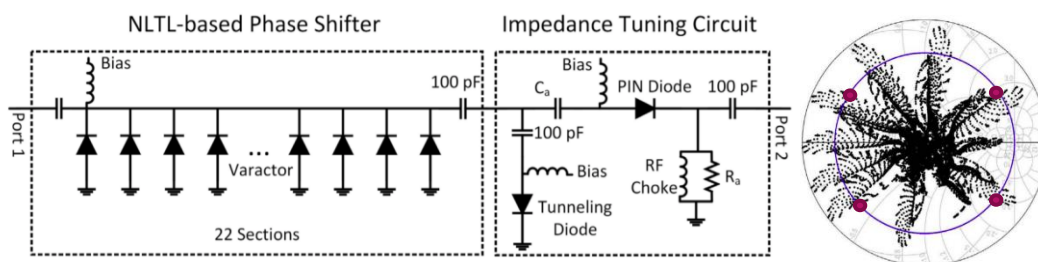 NLTL-based Phase Shifter
Impedance Tuning Circuit
Bias
100 pF
Port 1
Varactor
...
22 Sections
Bias
Cₐ
PIN Diode
100 pF
100 pF
Bias
Tunneling
Diode
RF
Choke
Rₐ
Port 2